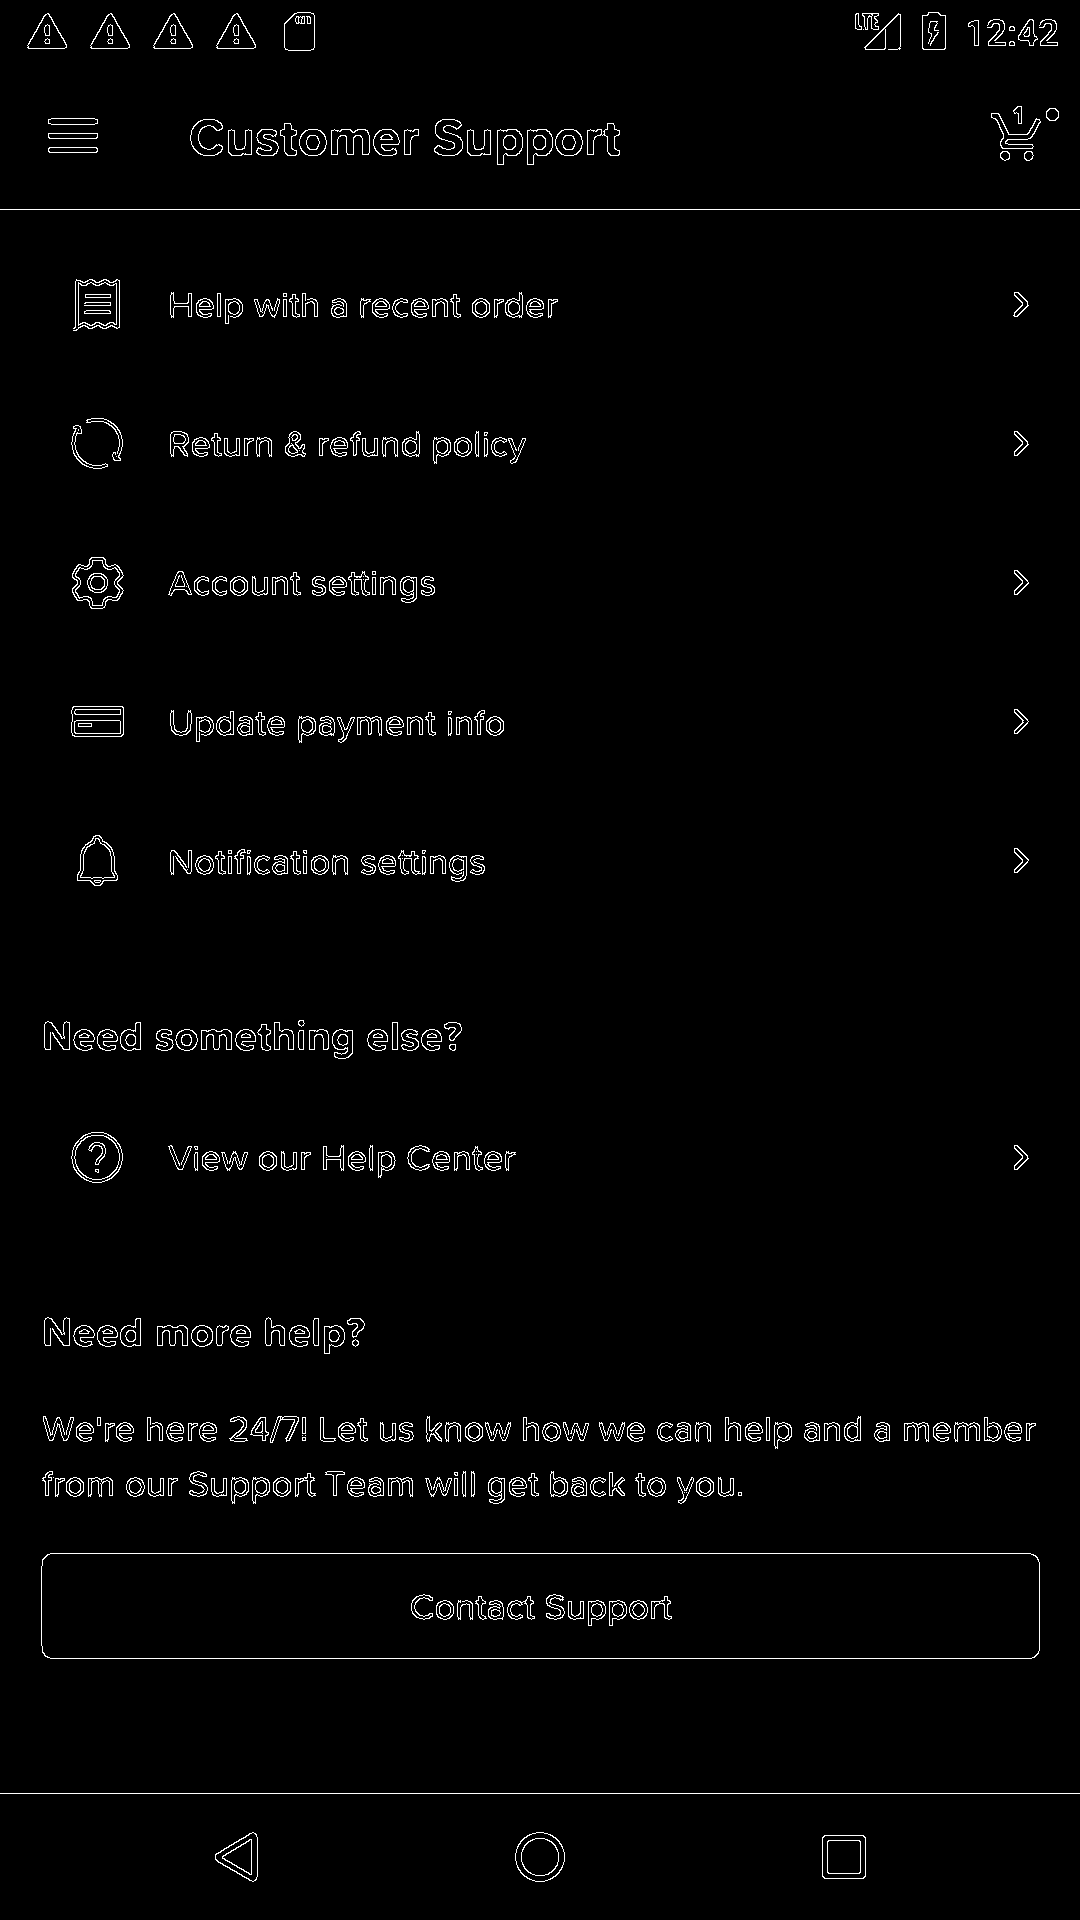 LTE 12:42
Customer Support
1
Help with a recent order
Return & refund policy
Account settings
Update payment info
Notification settings
Need something else?
View our Help Center
Need more help?
We're here 24/7! Let us know how we can help and a member
from our Support Team will get back to you.
Contact Support